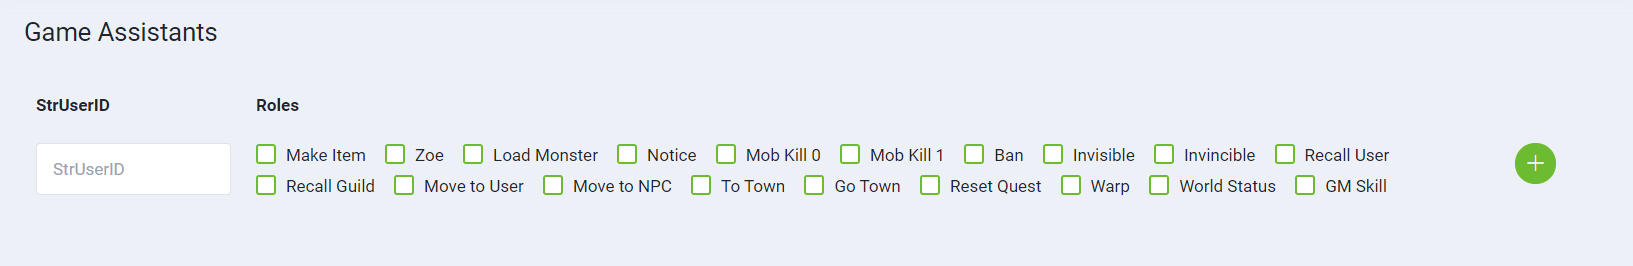 Game Assistants
StrUserID Roles
StrUserID
Make Item Zoe Load Monster Notice Mob Kill 0 Mob Kill 1 Ban Invisible Invincible Recall User
Recall Guild Move to User Move to NPC To Town Go Town Reset Quest Warp World Status GM Skill